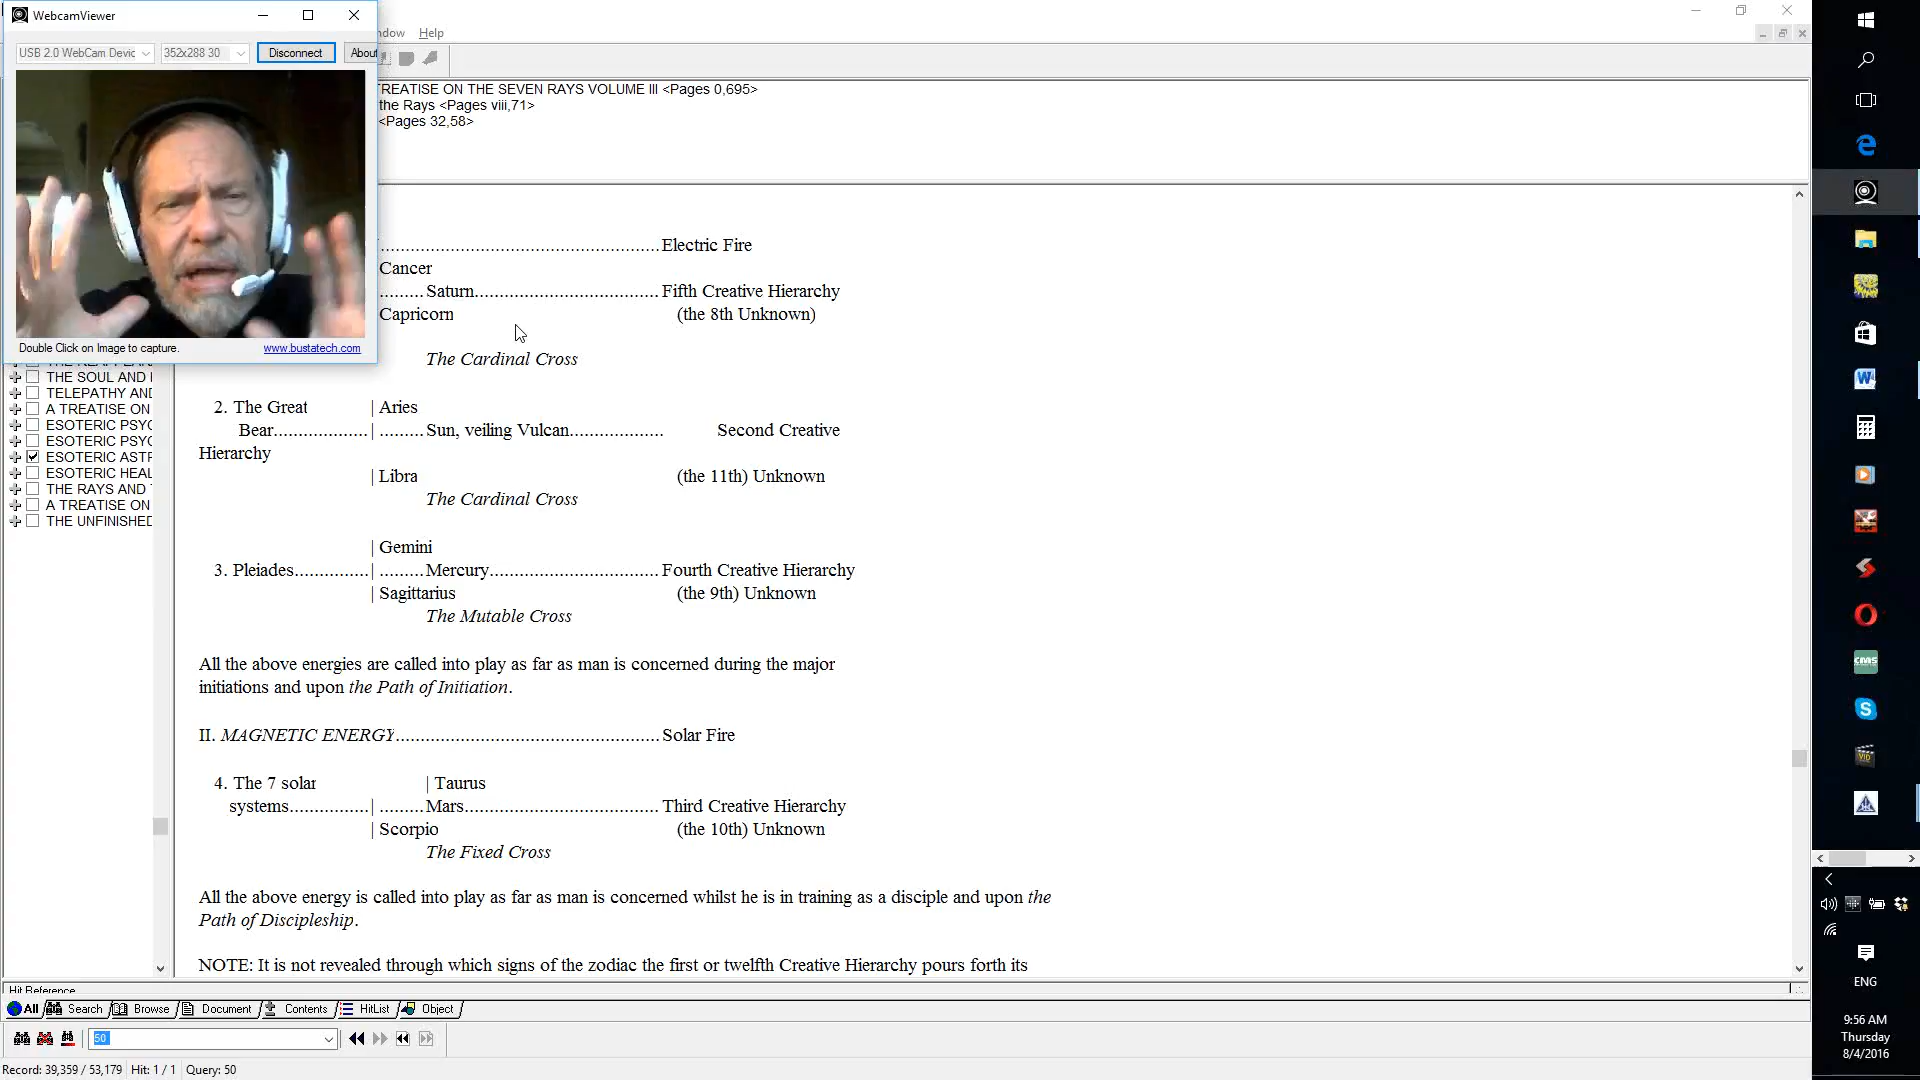 WebcamViewer
USB 2.0 WebCam Devic
352x288 30
Disconnect
About
Double Click on Image to capture.
www.bustatech.com
ndow Help
TREATISE ON THE SEVEN RAYS VOLUME III <Pages 0,695>
the Rays <Pages viii,71>
<Pages 32,58>
THE SOUL AND
TELEPATHY AND
A TREATISE ON
ESOTERIC PSYC
ESOTERIC PSYC
ESOTERIC ASTR
ESOTERIC HEAL
THE RAYS AND
A TREATISE ON
THE UNFINISHED
........................................................Electric Fire
Cancer
.........Saturn.....................................Fifth Creative Hierarchy
Capricorn (the 8th Unknown)
The Cardinal Cross
2. The Great | Aries
Bear...................| .........Sun, veiling Vulcan................... Second Creative
Hierarchy
| Libra (the 11th) Unknown
The Cardinal Cross
| Gemini
3. Pleiades...............| .........Mercury..................................Fourth Creative Hierarchy
| Sagittarius (the 9th) Unknown
The Mutable Cross
All the above energies are called into play as far as man is concerned during the major
initiations and upon the Path of Initiation.
II. MAGNETIC ENERGY.....................................................Solar Fire
4. The 7 solar | Taurus
systems................| .........Mars.......................................Third Creative Hierarchy
| Scorpio (the 10th) Unknown
The Fixed Cross
All the above energy is called into play as far as man is concerned whilst he is in training as a disciple and upon the
Path of Discipleship.
NOTE: It is not revealed through which signs of the zodiac the first or twelfth Creative Hierarchy pours forth its
Hit Reference
All Search Browse Document Contents HitList Object
50
Record: 39,359 / 53,179 Hit: 1 / 1 Query: 50
CMS
VID
ENG
9:56 AM
Thursday
8/4/2016